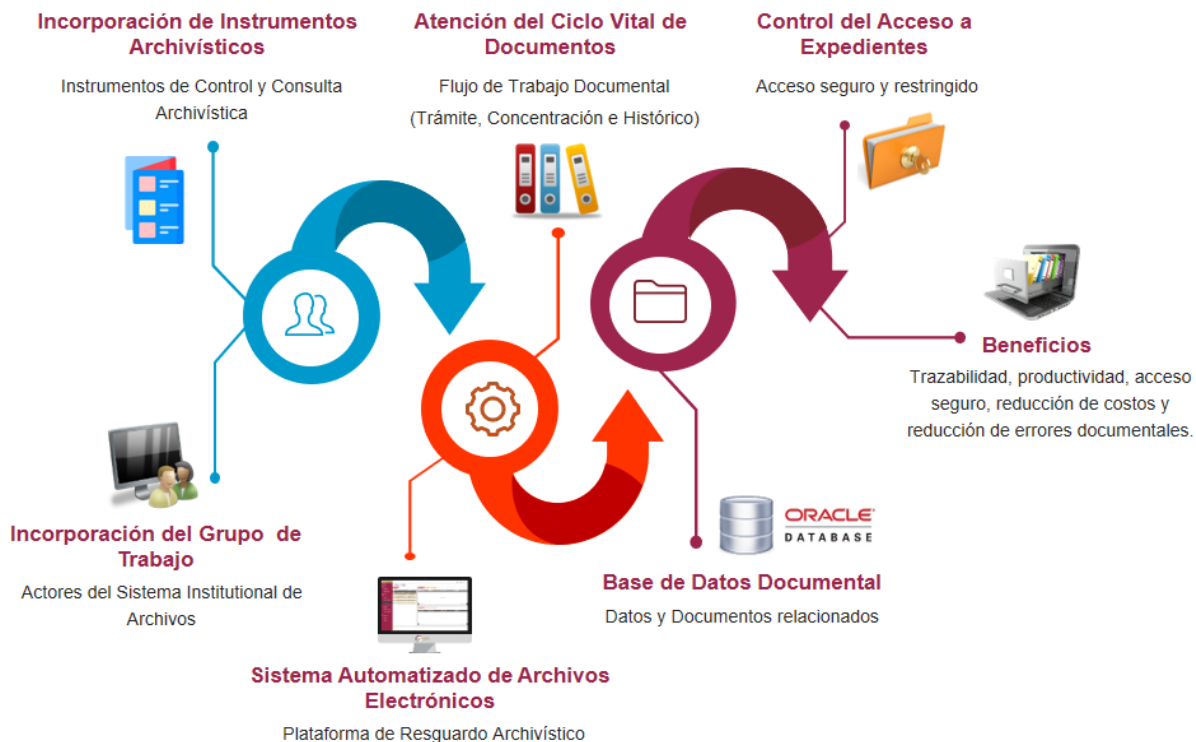 Incorporación de Instrumentos
Archivísticos
Instrumentos de Control y Consulta
Archivística
Atención del Ciclo Vital de
Documentos
Flujo de Trabajo Documental
(Trámite, Concentración e Histórico)
Control del Acceso a
Expedientes
Acceso seguro y restringido
Beneficios
Trazabilidad, productividad, acceso
seguro, reducción de costos y
reducción de errores documentales.
Incorporación del Grupo de
Trabajo
Actores del Sistema Institutional de
Archivos
ORACLE
DATABASE
Base de Datos Documental
Datos y Documentos relacionados
Sistema Automatizado de Archivos
Electrónicos
Plataforma de Resguardo Archivístico